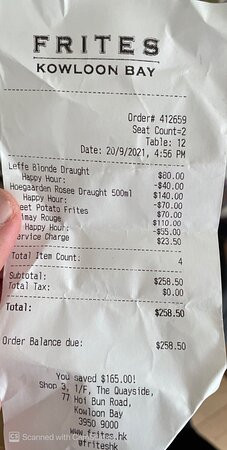 FRITES
KOWLOON BAY
Order# 412659
Seat Count=2
Table: 12
Date: 20/9/2021, 4:56 PM
Leffe Blonde Draught $80.00
Happy Hour: -$40.00
Hoegaarden Rosee Draught 500ml $140.00
Happy Hour: -$70.00
eet Potato Frites $70.00
imay Rouge $110.00
Happy Hour: -$55.00
Service Charge $23.50
Total Item Count: 4
Subtotal: $258.50
Total Tax: $0.00
Total: $258.50
Order Balance due: $258.50
You saved $165.00!
Shop 3, 1/F, The Quayside,
77 Hoi Bun Road,
Kowloon Bay
3950 9000
www.frites.hk
@friteshk
CS Scanned with CamScanner